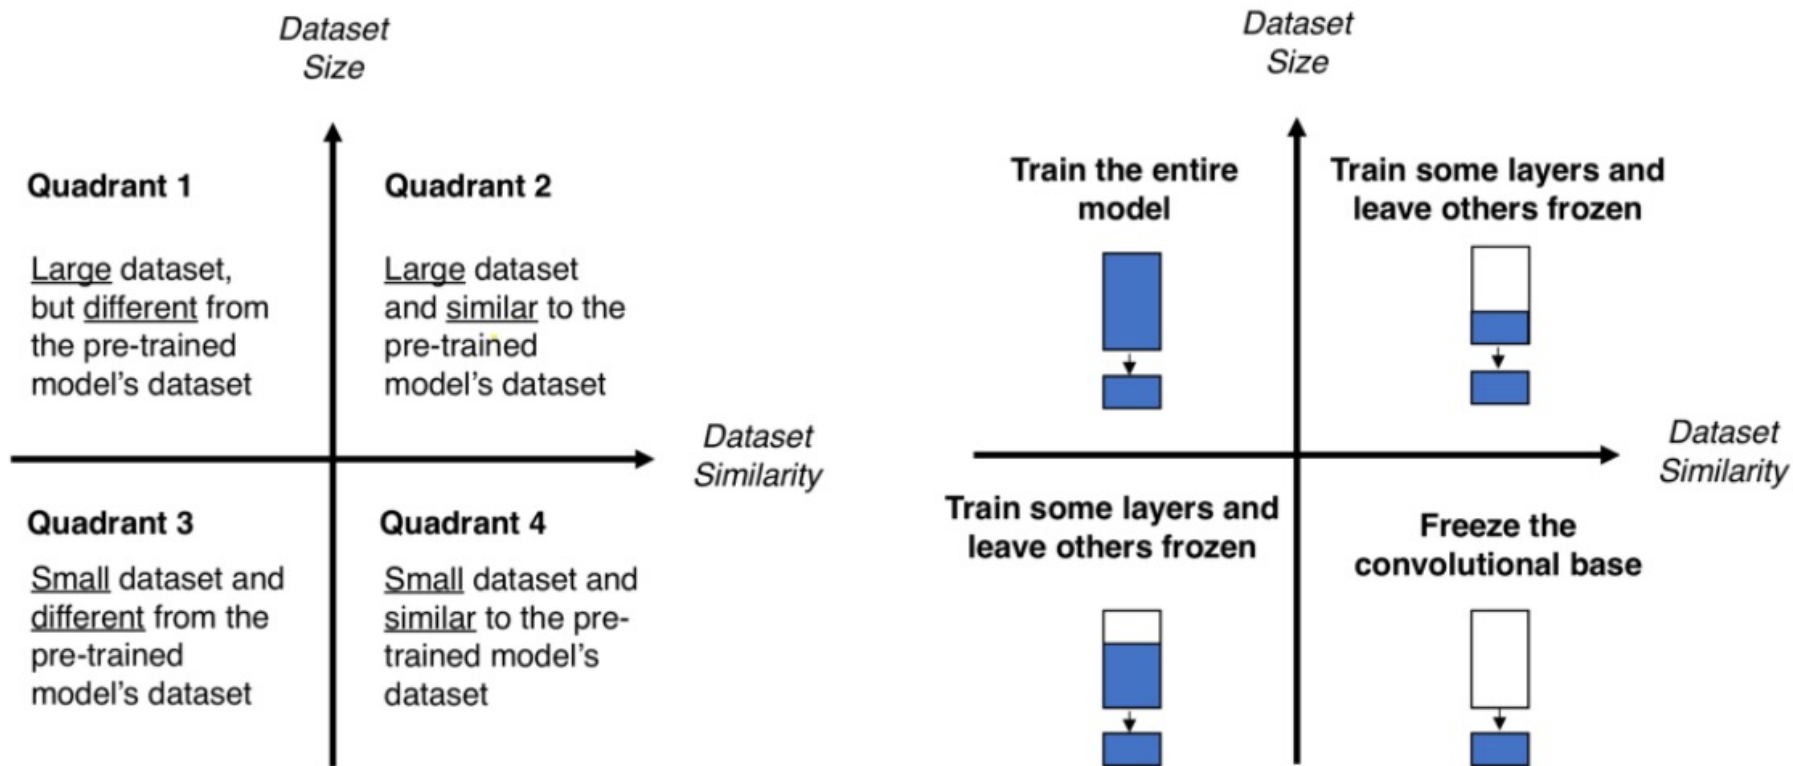 Dataset
Size
Quadrant 1
Large dataset,
but different from
the pre-trained
model's dataset
Quadrant 2
Large dataset
and similar to the
pre-trained
model's dataset
Dataset
Similarity
Quadrant 3
Small dataset and
different from the
pre-trained
model's dataset
Quadrant 4
Small dataset and
similar to the pre-
trained model's
dataset
Dataset
Size
Train the entire
model
Train some layers and
leave others frozen
Dataset
Similarity
Train some layers and
leave others frozen
Freeze the
convolutional base